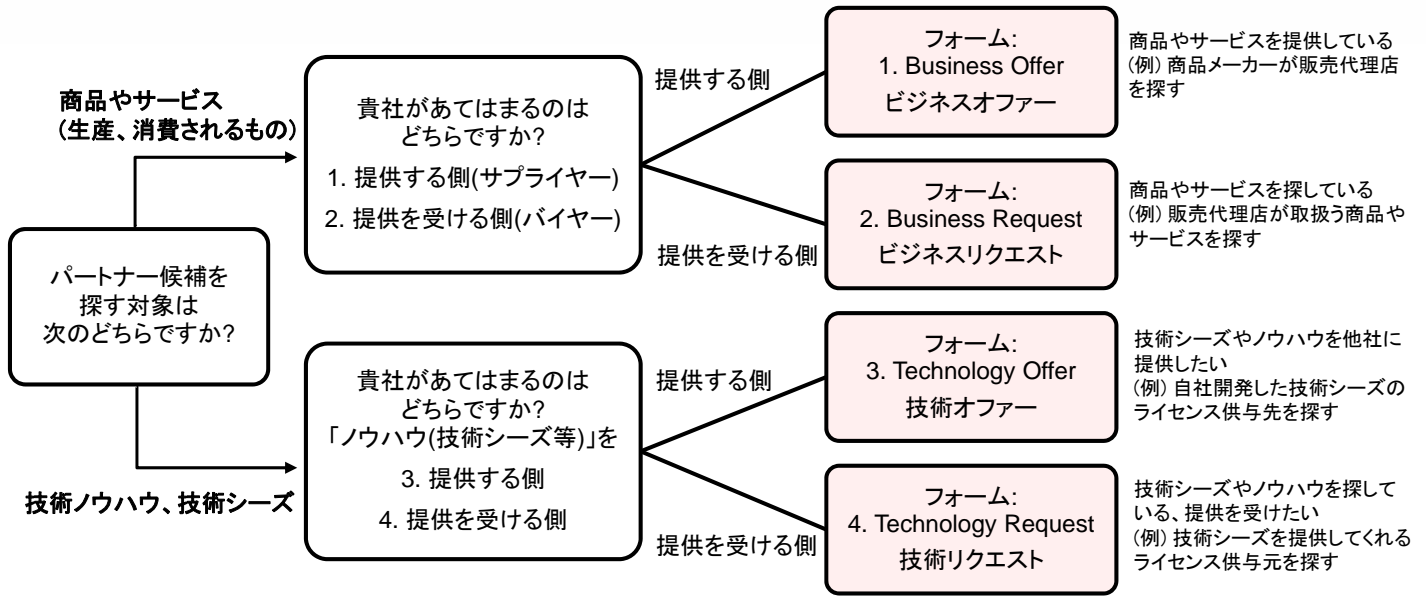 商品やサービス
(生産、消費されるもの)
パートナー候補を
探す対象は
次のどちらですか?
技術ノウハウ、技術シーズ
貴社があてはまるのは
どちらですか?
1. 提供する側(サプライヤー)
2. 提供を受ける側(バイヤー)
貴社があてはまるのは
どちらですか?
「ノウハウ(技術シーズ等)」を
3. 提供する側
4. 提供を受ける側
提供する側
フォーム:
1. Business Offer
ビジネスオファー
商品やサービスを提供している
(例) 商品メーカーが販売代理店
を探す
提供を受ける側
フォーム:
2. Business Request
ビジネスリクエスト
商品やサービスを探している
(例) 販売代理店が取扱う商品や
サービスを探す
提供する側
フォーム:
3. Technology Offer
技術オファー
技術シーズやノウハウを他社に
提供したい
(例) 自社開発した技術シーズの
ライセンス供与先を探す
提供を受ける側
フォーム:
4. Technology Request
技術リクエスト
技術シーズやノウハウを探して
いる、提供を受けたい
(例) 技術シーズを提供してくれる
ライセンス供与元を探す